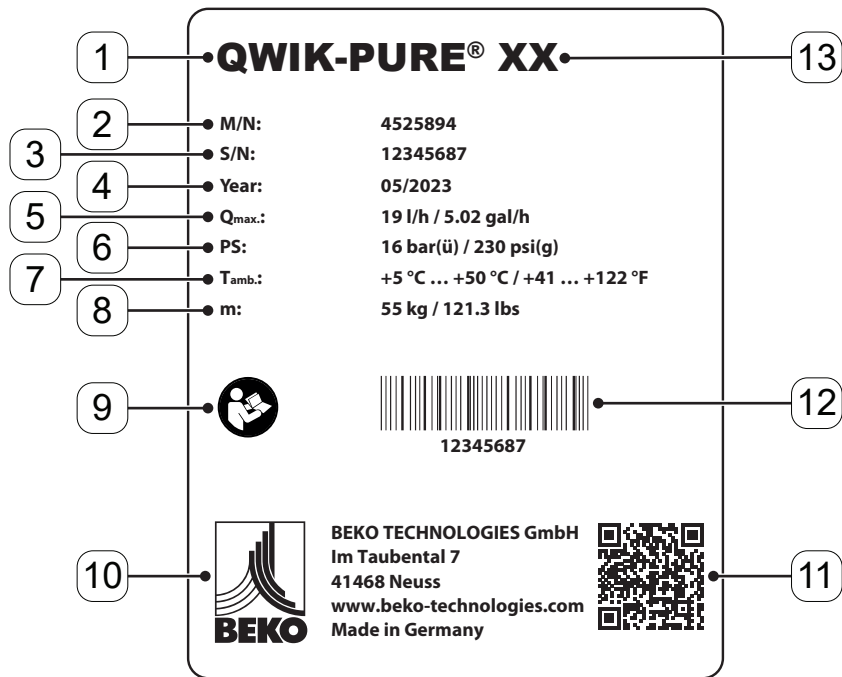 1 QWIK-PURE® XX 13
2 M/N: 4525894
3 S/N: 12345687
4 Year: 05/2023
5 Qmax.: 19 l/h / 5.02 gal/h
6 PS: 16 bar(ü) / 230 psi(g)
7 Tamb.: +5 °C … +50 °C / +41 … +122 °F
8 m: 55 kg / 121.3 lbs
9 12
12345687
BEKO TECHNOLOGIES GmbH
Im Taubental 7
10 41468 Neuss 11
www.beko-technologies.com
BEKO Made in Germany